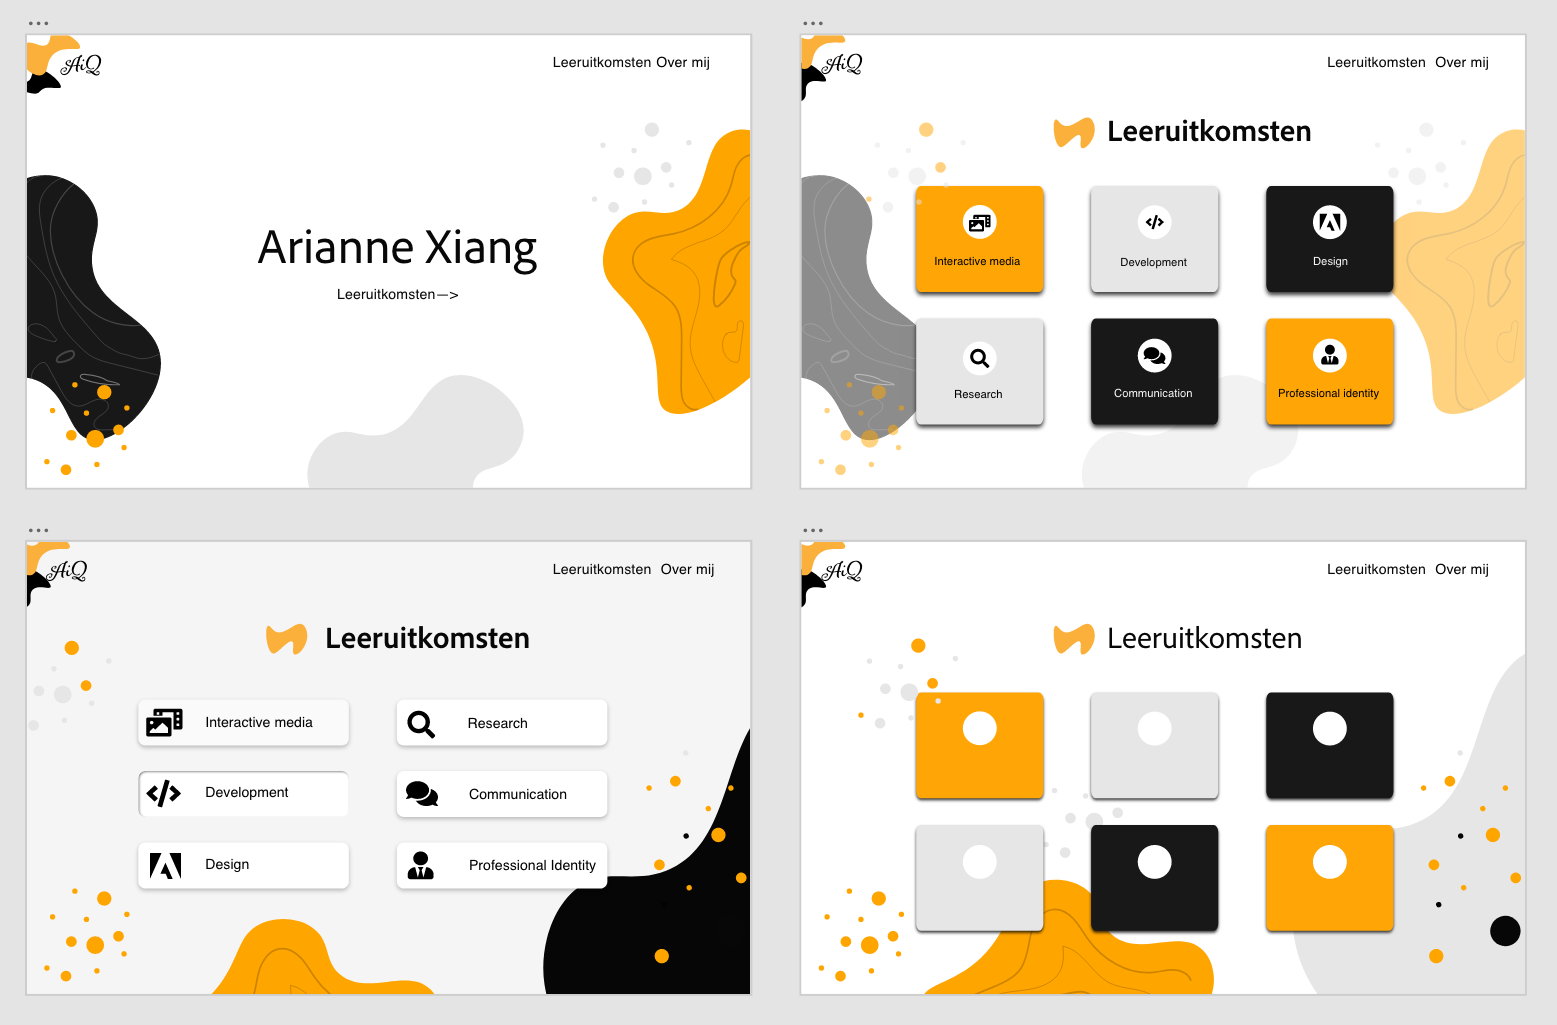 AiQ
Leeruitkomsten Over mij
Arianne Xiang
Leeruitkomsten—>
AiQ
Leeruitkomsten Over mij
Leeruitkomsten
Interactive media
Development
Design
Research
Communication
Professional identity
AiQ
Leeruitkomsten Over mij
Leeruitkomsten
Interactive media
Research
Development
Communication
Design
Professional Identity
AiQ
Leeruitkomsten Over mij
Leeruitkomsten